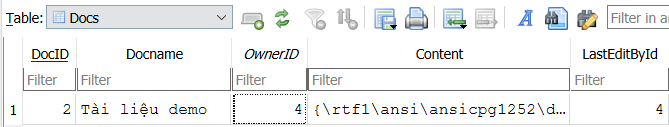 Table: Docs Filter in a
DocID Docname OwnerID Content LastEditById
Filter Filter Filter Filter Filter
1 2 Tài liệu demo 4 {\rtf1\ansi\ansicpg1252\d… 4